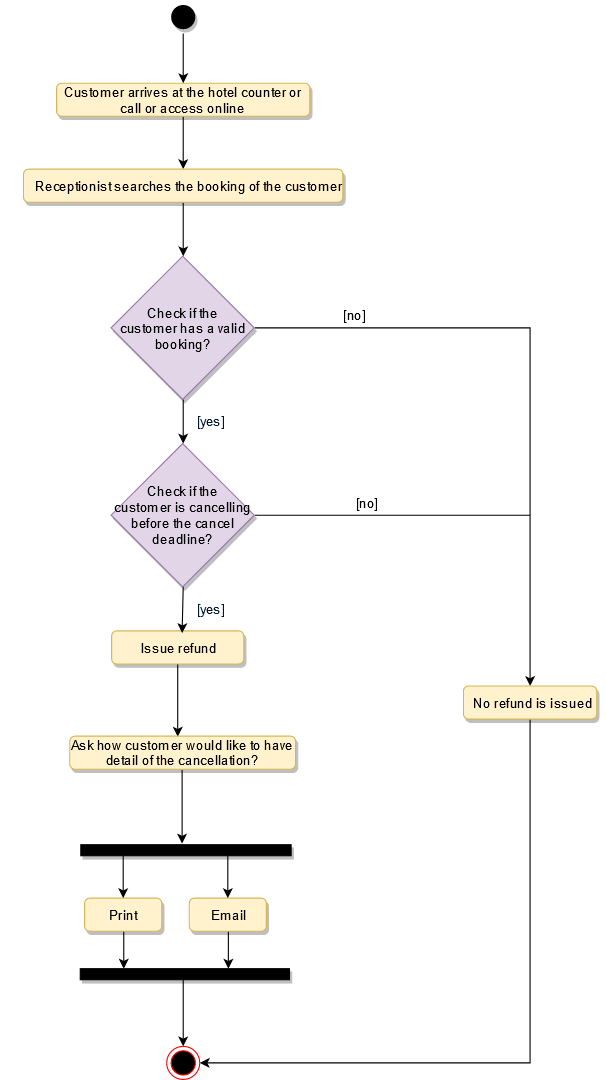 Customer arrives at the hotel counter or
call or access online
Receptionist searches the booking of the customer
Check if the
customer has a valid
booking?
[no]
[yes]
Check if the
customer is cancelling
before the cancel
deadline?
[no]
[yes]
Issue refund
No refund is issued
Ask how customer would like to have
detail of the cancellation?
Print
Email